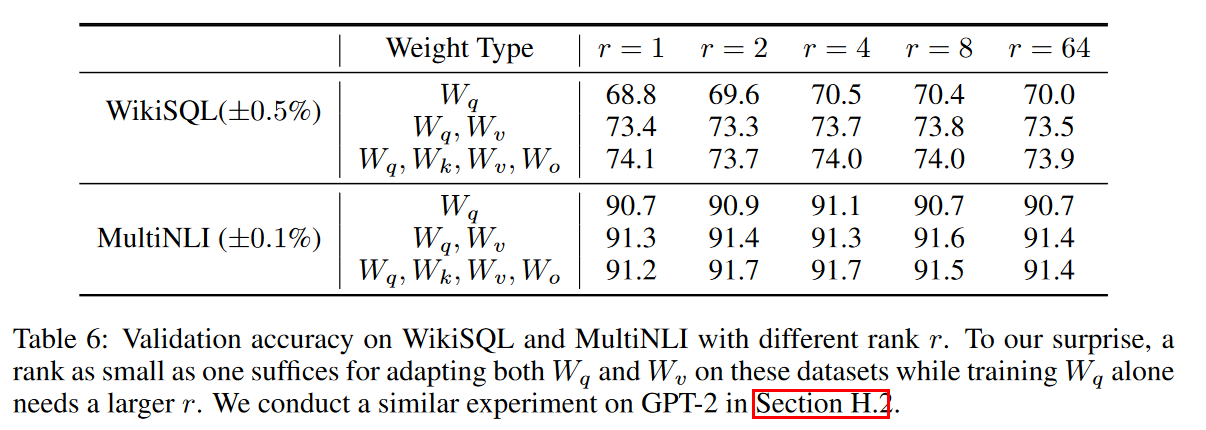 Weight Type r = 1 r = 2 r = 4 r = 8 r = 64
WikiSQL(±0.5%)
W_q 68.8 69.6 70.5 70.4 70.0
W_q, W_v 73.4 73.3 73.7 73.8 73.5
W_q, W_k, W_v, W_o 74.1 73.7 74.0 74.0 73.9
MultiNLI (±0.1%)
W_q 90.7 90.9 91.1 90.7 90.7
W_q, W_v 91.3 91.4 91.3 91.6 91.4
W_q, W_k, W_v, W_o 91.2 91.7 91.7 91.5 91.4
Table 6: Validation accuracy on WikiSQL and MultiNLI with different rank r. To our surprise, a
rank as small as one suffices for adapting both W_q and W_v on these datasets while training W_q alone
needs a larger r. We conduct a similar experiment on GPT-2 in Section H.2.